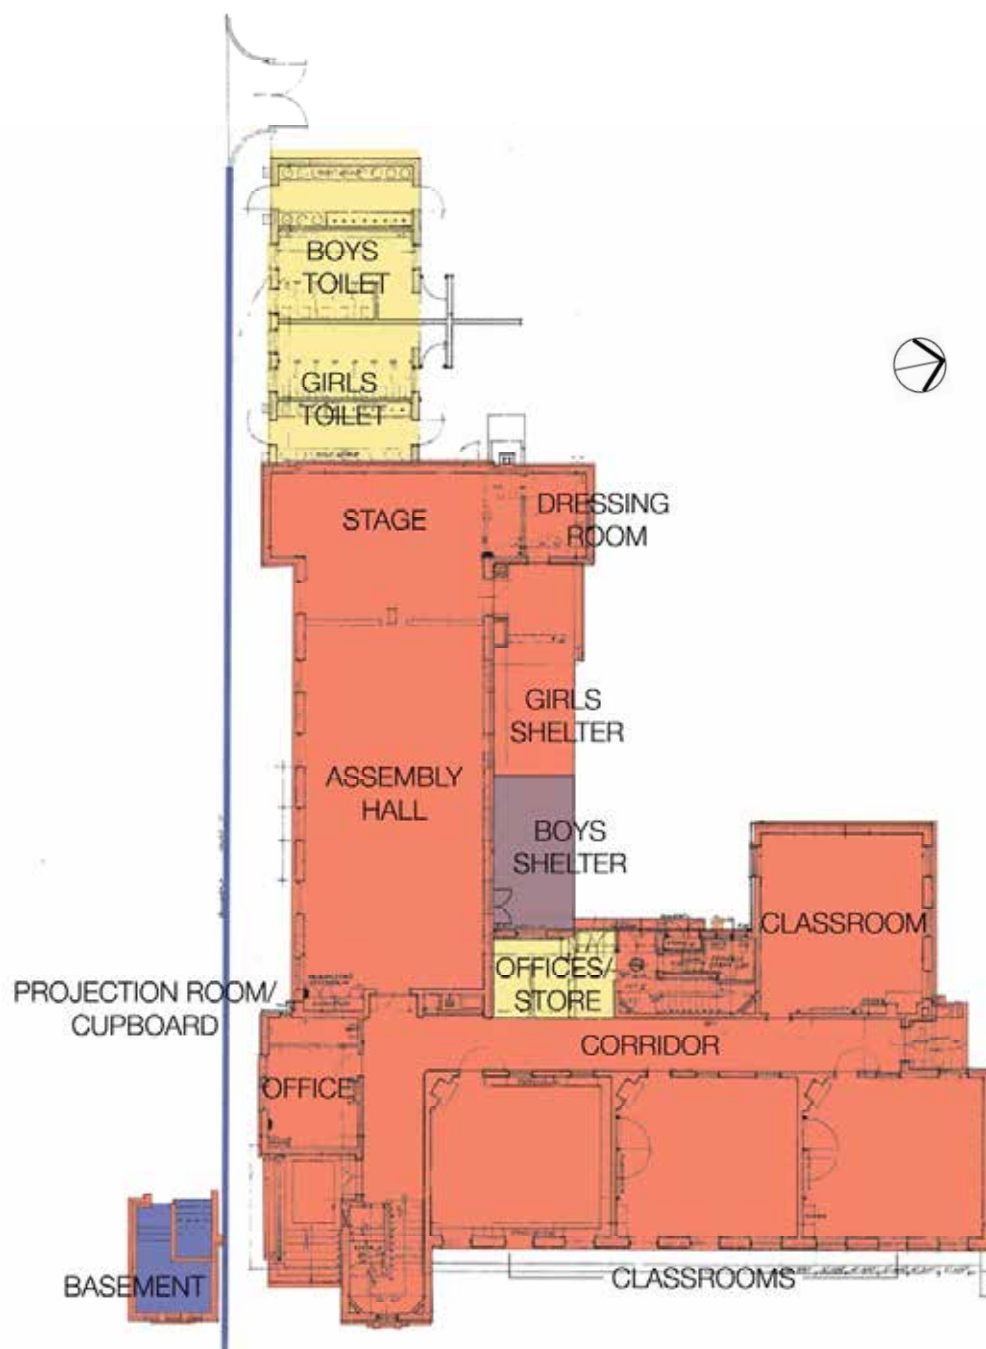 BOYS
TOILET
GIRLS
TOILET
STAGE
DRESSING
ROOM
GIRLS
SHELTER
ASSEMBLY
HALL
BOYS
SHELTER
CLASSROOM
OFFICES/
STORE
PROJECTION ROOM/
CUPBOARD
CORRIDOR
OFFICE
BASEMENT
CLASSROOMS